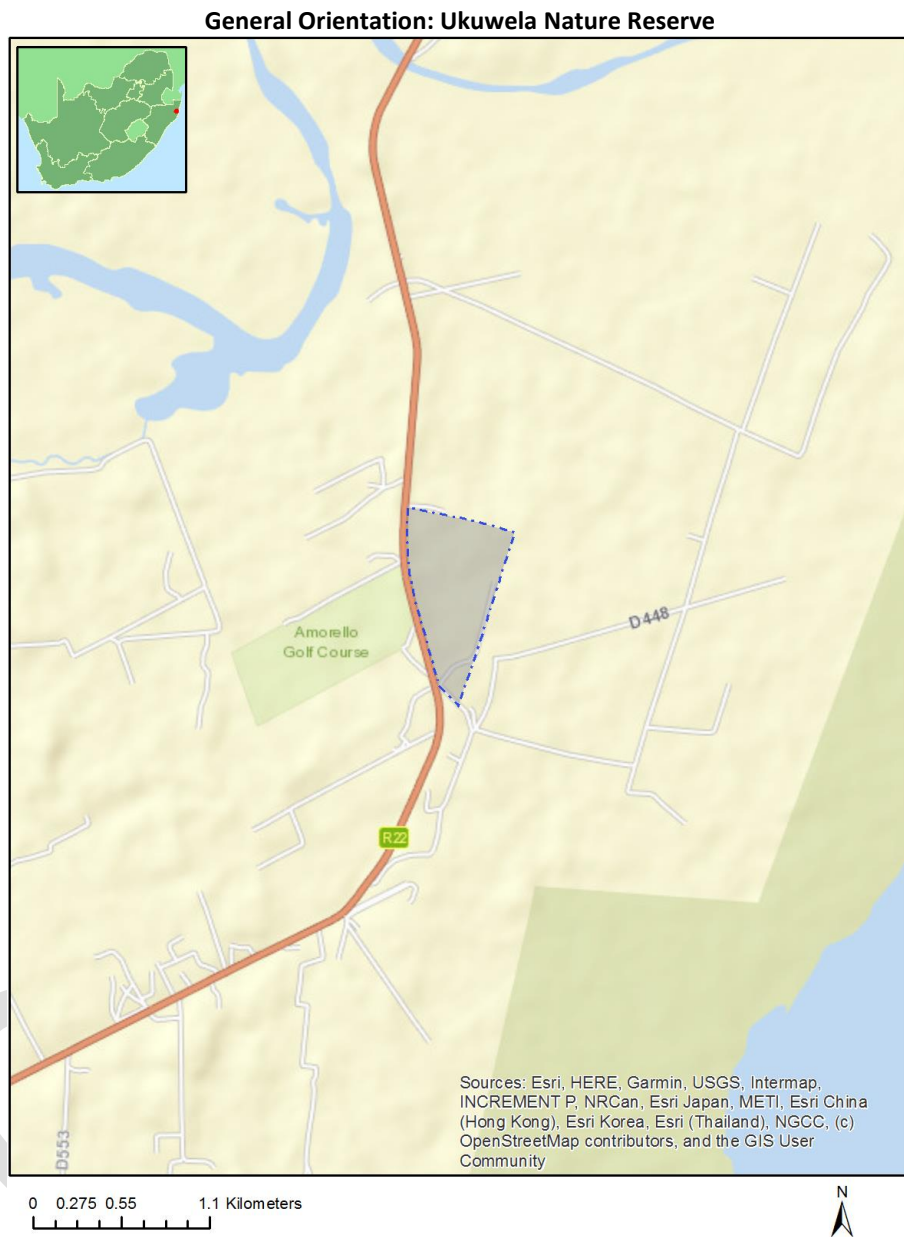 General Orientation: Ukuwela Nature Reserve
Amorello
Golf Course
D448
R22
D553
Sources: Esri, HERE, Garmin, USGS, Intermap,
INCREMENT P, NRCan, Esri Japan, METI, Esri China
(Hong Kong), Esri Korea, Esri (Thailand), NGCC, (c)
OpenStreetMap contributors, and the GIS User
Community
0 0.275 0.55 1.1 Kilometers
N